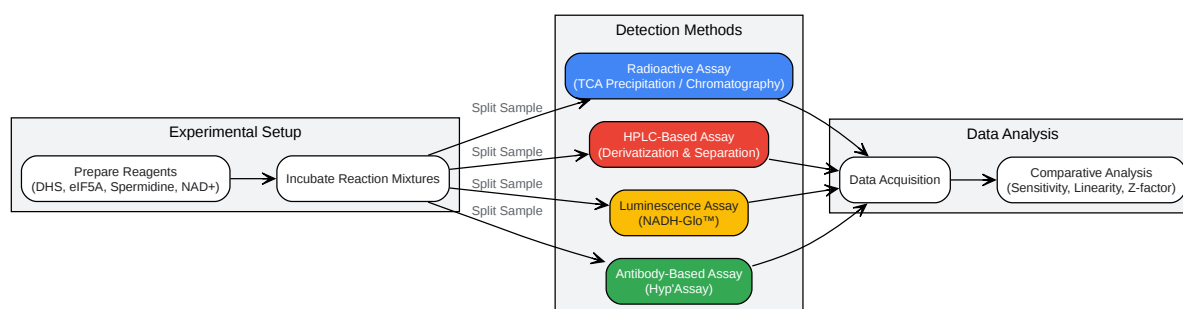 Experimental Setup
Prepare Reagents
(DHS, eIF5A, Spermidine, NAD+)
Incubate Reaction Mixtures
Split Sample
Split Sample
Split Sample
Split Sample
Detection Methods
Radioactive Assay
(TCA Precipitation / Chromatography)
HPLC-Based Assay
(Derivatization & Separation)
Luminescence Assay
(NADH-Glo™)
Antibody-Based Assay
(Hyp'Assay)
Data Analysis
Data Acquisition
Comparative Analysis
(Sensitivity, Linearity, Z-factor)